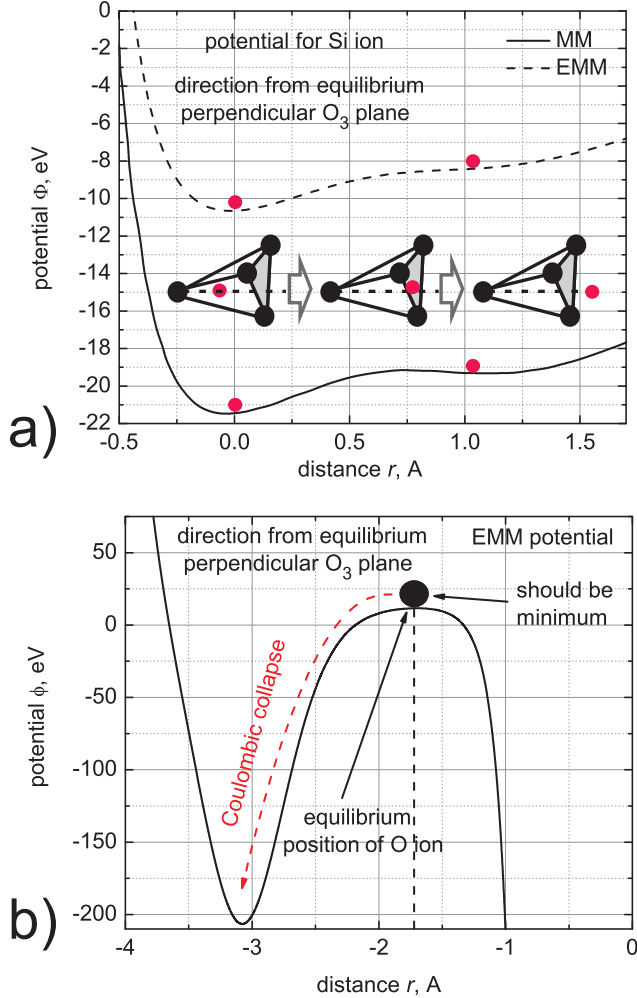 0
-2
-4
-6
-8
-10
-12
-14
-16
-18
-20
-22
potential Φ, eV
potential for Si ion
MM
EMM
direction from equilibrium
perpendicular O3 plane
-0.5
0.0
0.5
1.0
1.5
distance r, A
a)
50
0
-50
-100
-150
-200
potential ϕ, eV
direction from equilibrium
perpendicular O3 plane
EMM potential
should be
minimum
Coulombic collapse
equilibrium
position of O ion
-4
-3
-2
-1
0
distance r, A
b)